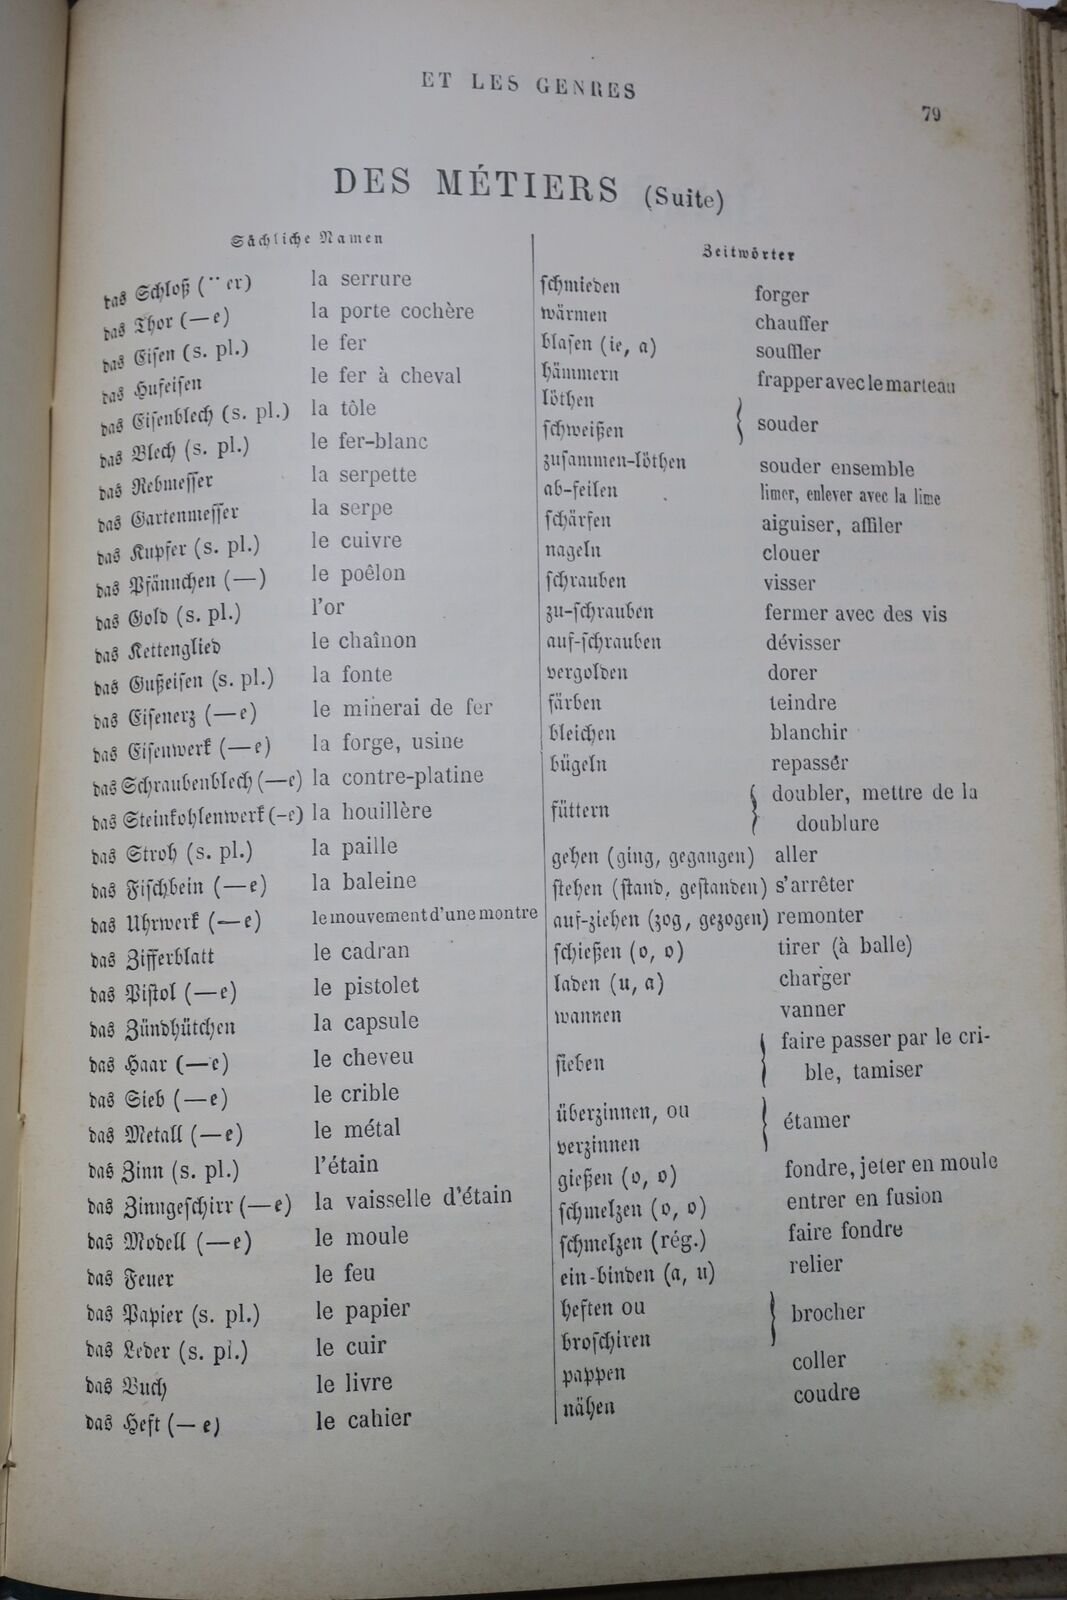 ET LES GENRES
79
DES MÉTIERS (Suite)
Sächliche Namen
das Schloß (¨ er) la serrure
das Thor (—e) la porte cochère
das Eisen (s. pl.) le fer
das Hufeisen le fer à cheval
das Eisenblech (s. pl.) la tôle
das Blech (s. pl.) le fer-blanc
das Rebmesser la serpette
das Gartenmesser la serpe
das Kupfer (s. pl.) le cuivre
das Pfännchen (—) le poêlon
das Gold (s. pl.) l'or
das Kettenglied le chaînon
das Gußeisen (s. pl.) la fonte
das Eisenerz (—e) le minerai de fer
das Eisenwerk (—e) la forge, usine
das Schraubenblech (—e) la contre-platine
das Steinkohlenwerk (—e) la houillère
das Stroh (s. pl.) la paille
das Fischbein (—e) la baleine
das Uhrwerk (—e) le mouvement d'une montre
das Zifferblatt le cadran
das Pistol (—e) le pistolet
das Zündhütchen la capsule
das Haar (—e) le cheveu
das Sieb (—e) le crible
das Metall (—e) le métal
das Zinn (s. pl.) l'étain
das Zinngeschirr (—e) la vaisselle d'étain
das Modell (—e) le moule
das Feuer le feu
das Papier (s. pl.) le papier
das Leder (s. pl.) le cuir
das Buch le livre
das Heft (—e) le cahier
Zeitwörter
schmieden forger
wärmen chauffer
blasen (ie, a) souffler
hämmern frapper avec le marteau
löthen
schweißen } souder
zusammen-löthen souder ensemble
ab-feilen limer, enlever avec la lime
schärfen aiguiser, affiler
nageln clouer
schrauben visser
zu-schrauben fermer avec des vis
auf-schrauben dévisser
vergolden dorer
färben teindre
bleichen blanchir
bügeln repasser
füttern } doubler, mettre de la
doublure
gehen (ging, gegangen) aller
stehen (stand, gestanden) s'arrêter
auf-ziehen (zog, gezogen) remonter
schießen (o, o) tirer (à balle)
laden (u, a) charger
wannen vanner
sieben } faire passer par le cri-
ble, tamiser
überzinnen, ou
verzinnen } étamer
gießen (o, o) fondre, jeter en moule
schmelzen (o, o) entrer en fusion
schmelzen (rég.) faire fondre
ein-binden (a, u) relier
heften ou
broschiren } brocher
pappen coller
nähen coudre